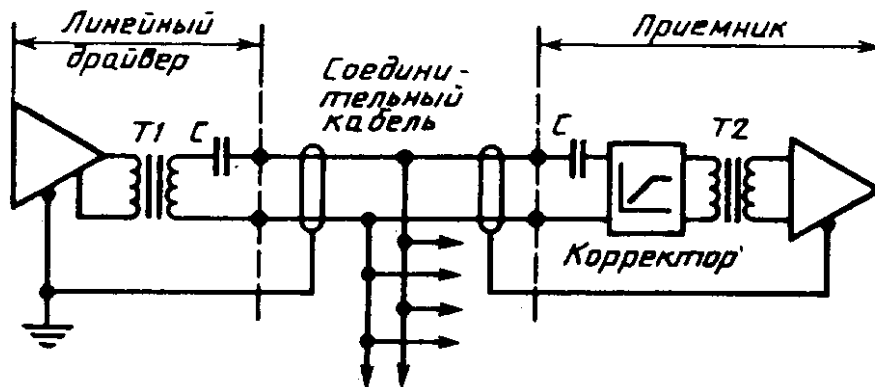 Линейный
драйвер
Приемник
Соедини-
тельный
кабель
T1
C
C
T2
Корректор